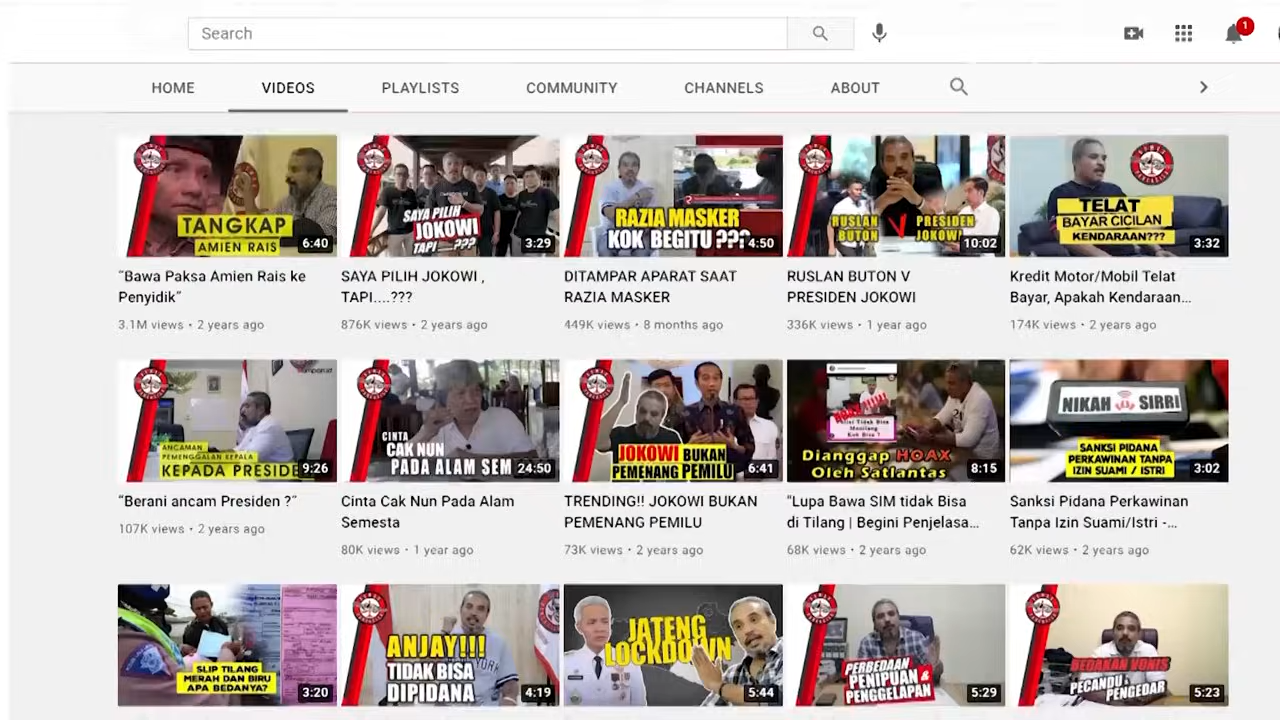 Search
1
HOME VIDEOS PLAYLISTS COMMUNITY CHANNELS ABOUT
TANGKAP
AMIEN RAIS
6:40
SAYA PILIH
JOKOWI
TAPI ...???
3:29
RAZIA MASKER
KOK BEGITU ???
4:50
RUSLAN BUTON V PRESIDEN JOKOWI
10:02
TELAT
BAYAR CICILAN
KENDARAAN???
3:32
"Bawa Paksa Amien Rais ke
Penyidik"
3.1M views • 2 years ago
SAYA PILIH JOKOWI ,
TAPI....???
876K views • 2 years ago
DITAMPAR APARAT SAAT
RAZIA MASKER
449K views • 8 months ago
RUSLAN BUTON V
PRESIDEN JOKOWI
336K views • 1 year ago
Kredit Motor/Mobil Telat
Bayar, Apakah Kendaraan...
174K views • 2 years ago
ANCAMAN
PEMENGGALAN KEPALA
KEPADA PRESIDE
9:26
CINTA
CAK NUN
PADA ALAM SEM
24:50
JOKOWI BUKAN
PEMENANG PEMILU
6:41
Dianggap HOAX
Oleh Satlantas
8:15
NIKAH SIRRI
SANKSI PIDANA
PERKAWINAN TANPA
IZIN SUAMI / ISTRI
3:02
"Berani ancam Presiden ?"
107K views • 2 years ago
Cinta Cak Nun Pada Alam
Semesta
80K views • 1 year ago
TRENDING!! JOKOWI BUKAN
PEMENANG PEMILU
73K views • 2 years ago
"Lupa Bawa SIM tidak Bisa
di Tilang | Begini Penjelasa...
68K views • 2 years ago
Sanksi Pidana Perkawinan
Tanpa Izin Suami/Istri -...
62K views • 2 years ago
SLIP TILANG
MERAH DAN BIRU
APA BEDANYA?
3:20
ANJAY!!!
TIDAK BISA
DIPIDANA
4:19
JATENG
LOCKDOWN
5:44
PERBEDAAN
PENIPUAN &
PENGGELAPAN
5:29
BEDAKAN VONIS
PECANDU & PENGEDAR
5:23